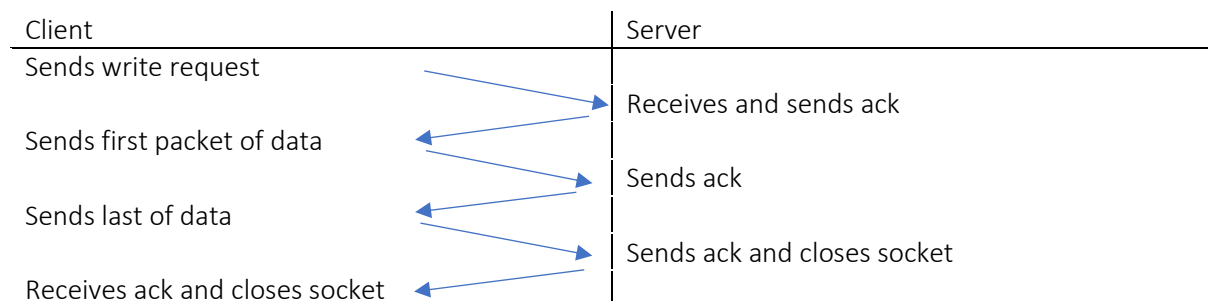 Client Server
Sends write request
Receives and sends ack
Sends first packet of data
Sends ack
Sends last of data
Sends ack and closes socket
Receives ack and closes socket